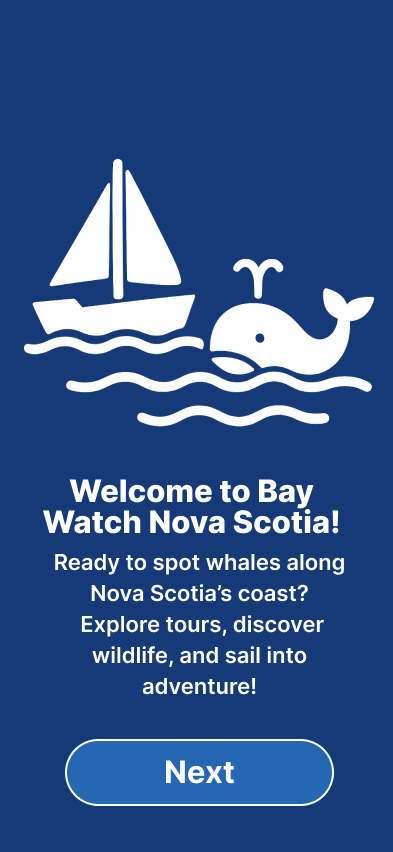 Welcome to Bay
Watch Nova Scotia!
Ready to spot whales along
Nova Scotia’s coast?
Explore tours, discover
wildlife, and sail into
adventure!
Next